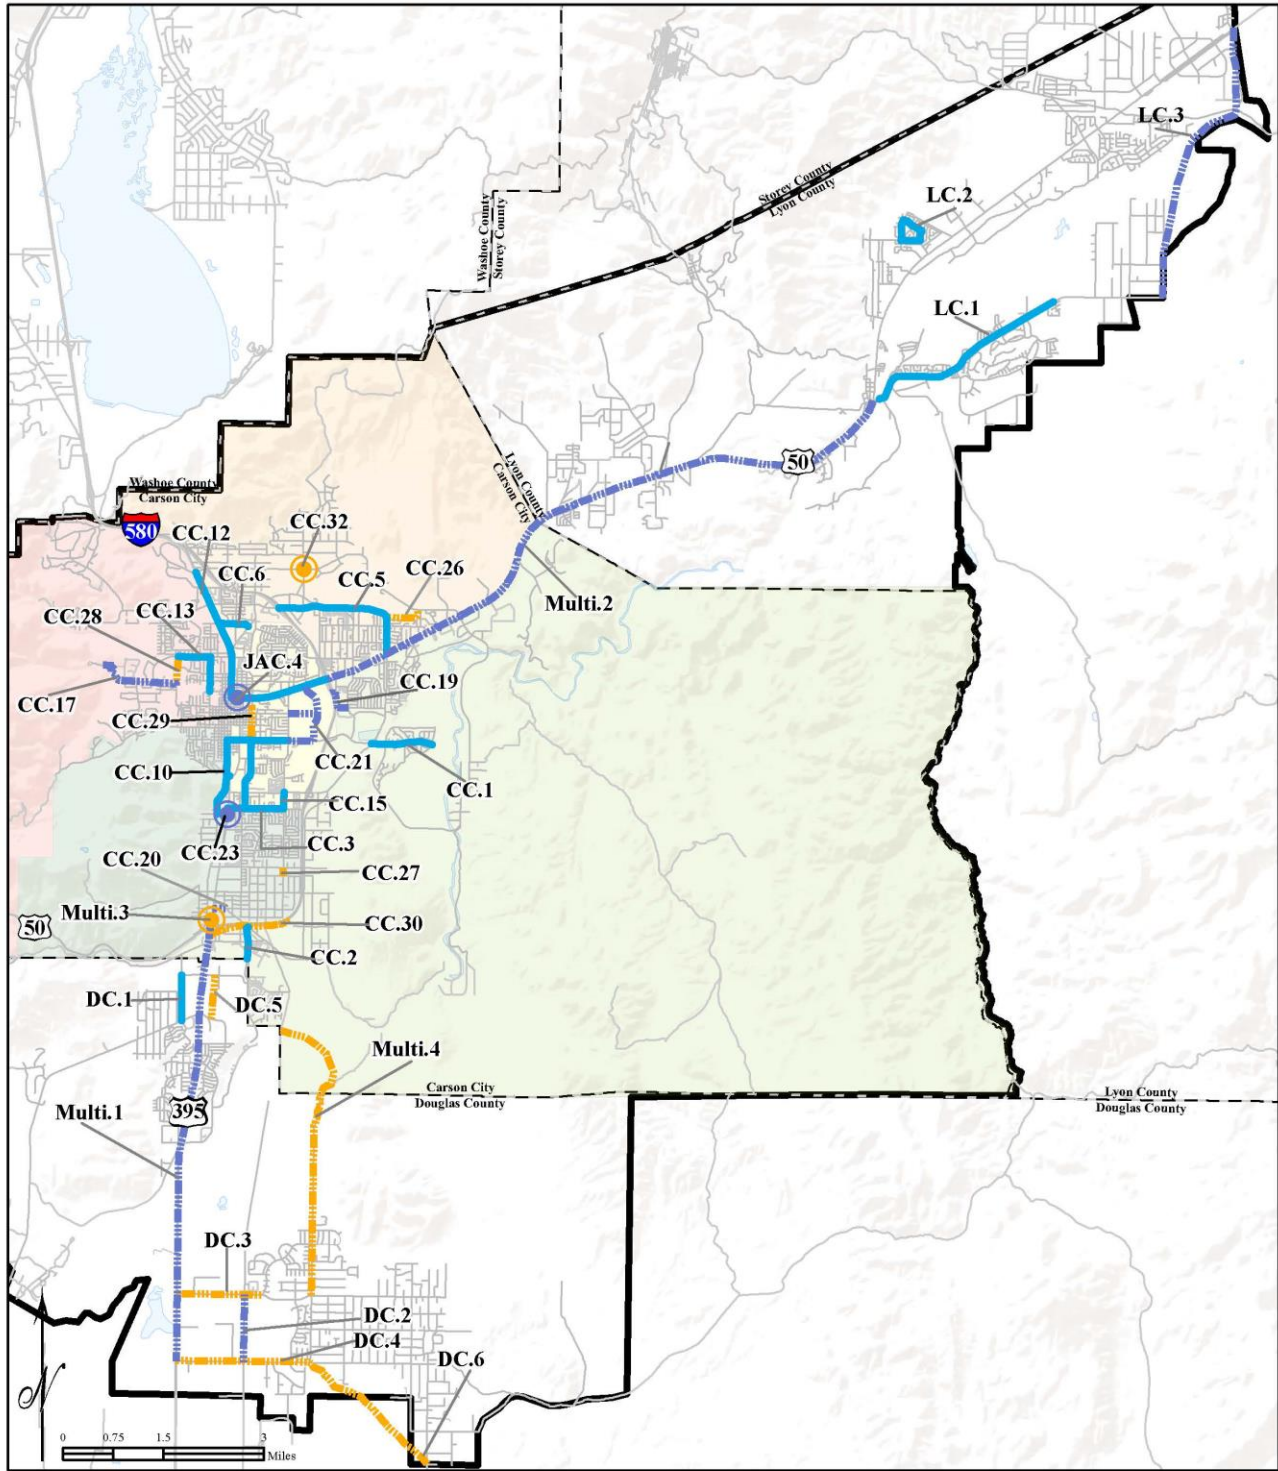 LC.3
Storey County
Lyon County
LC.2
Washoe County
Storey County
LC.1
50
Lyon County
Carson City
Washoe County
Carson City
580
CC.12
CC.32
CC.6
CC.5
CC.26
CC.13
CC.28
Multi.2
JAC.4
CC.17
CC.19
CC.29
CC.21
CC.10
CC.1
CC.15
CC.3
CC.23
CC.20
CC.27
Multi.3
CC.30
50
CC.2
DC.1
DC.5
Multi.4
Carson City
Douglas County
Lyon County
Douglas County
Multi.1
395
DC.3
DC.2
DC.4
DC.6
N
0 0.75 1.5 3
Miles